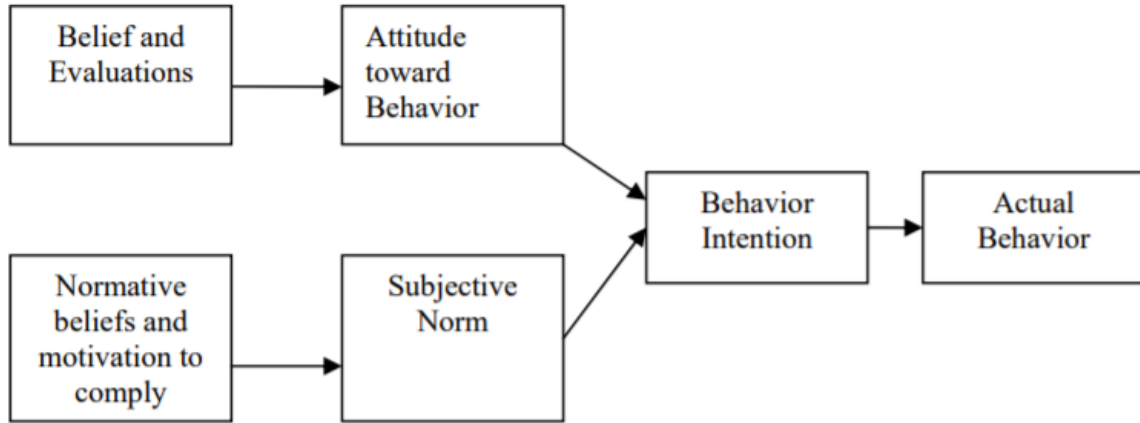 Belief and
Evaluations
Attitude
toward
Behavior
Behavior
Intention
Actual
Behavior
Normative
beliefs and
motivation to
comply
Subjective
Norm